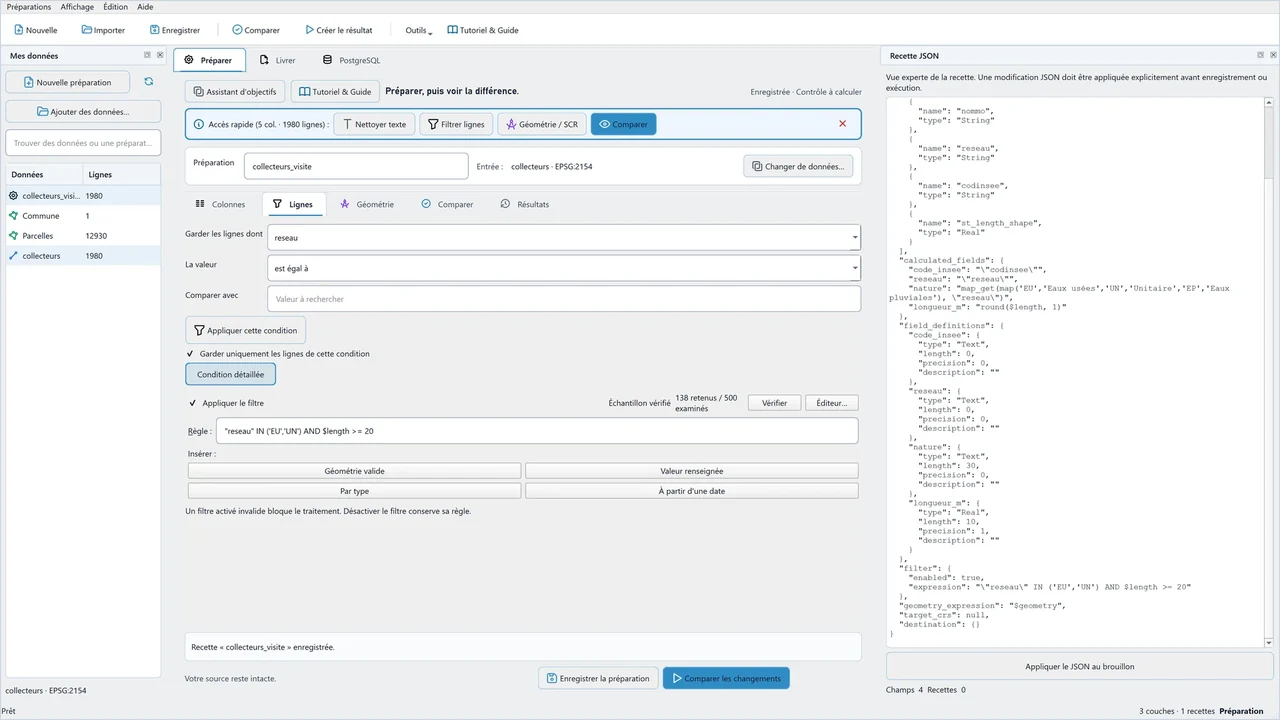 Préparations Affichage Édition Aide
Nouvelle Importer Enregistrer Comparer Créer le résultat Outils Tutoriel & Guide
Mes données
Nouvelle préparation
Ajouter des données...
Trouver des données ou une préparat...
Données Lignes
collecteurs_visi... 1980
Commune 1
Parcelles 12930
collecteurs 1980
collecteurs · EPSG:2154
Prêt
Préparer Livrer PostgreSQL
Assistant d'objectifs Tutoriel & Guide Préparer, puis voir la différence. Enregistrée · Contrôle à calculer
Accès rapide (5 col. · 1980 lignes) : Nettoyer texte Filtrer lignes Géométrie / SCR Comparer
Préparation collecteurs_visite Entrée : collecteurs · EPSG:2154 Changer de données...
Colonnes Lignes Géométrie Comparer Résultats
Garder les lignes dont reseau
La valeur est égal à
Comparer avec Valeur à rechercher
Appliquer cette condition
Garder uniquement les lignes de cette condition
Condition détaillée
Appliquer le filtre Échantillon vérifié 138 retenus / 500 examinés Vérifier Éditeur...
Règle : "reseau" IN ('EU','UN') AND $length >= 20
Insérer :
Géométrie valide Valeur renseignée
Par type À partir d'une date
Un filtre activé invalide bloque le traitement. Désactiver le filtre conserve sa règle.
Recette « collecteurs_visite » enregistrée.
Votre source reste intacte. Enregistrer la préparation Comparer les changements
Recette JSON
Vue experte de la recette. Une modification JSON doit être appliquée explicitement avant enregistrement ou
exécution.
{
"name": "nommo",
"type": "String"
},
{
"name": "reseau",
"type": "String"
},
{
"name": "codinsee",
"type": "String"
},
{
"name": "st_length_shape",
"type": "Real"
}
],
"calculated_fields": {
"code_insee": "\"codinsee\"",
"reseau": "\"reseau\"",
"nature": "map_get(map('EU','Eaux usées','UN','Unitaire','EP','Eaux
pluviales'), \"reseau\")",
"longueur_m": "round($length, 1)"
},
"field_definitions": {
"code_insee": {
"type": "Text",
"length": 0,
"precision": 0,
"description": ""
},
"reseau": {
"type": "Text",
"length": 0,
"precision": 0,
"description": ""
},
"nature": {
"type": "Text",
"length": 30,
"precision": 0,
"description": ""
},
"longueur_m": {
"type": "Real",
"length": 10,
"precision": 1,
"description": ""
}
},
"filter": {
"enabled": true,
"expression": "\"reseau\" IN ('EU','UN') AND $length >= 20"
},
"geometry_expression": "$geometry",
"target_crs": null,
"destination": {}
}
Appliquer le JSON au brouillon
Champs 4 Recettes 0
3 couches · 1 recettes Préparation